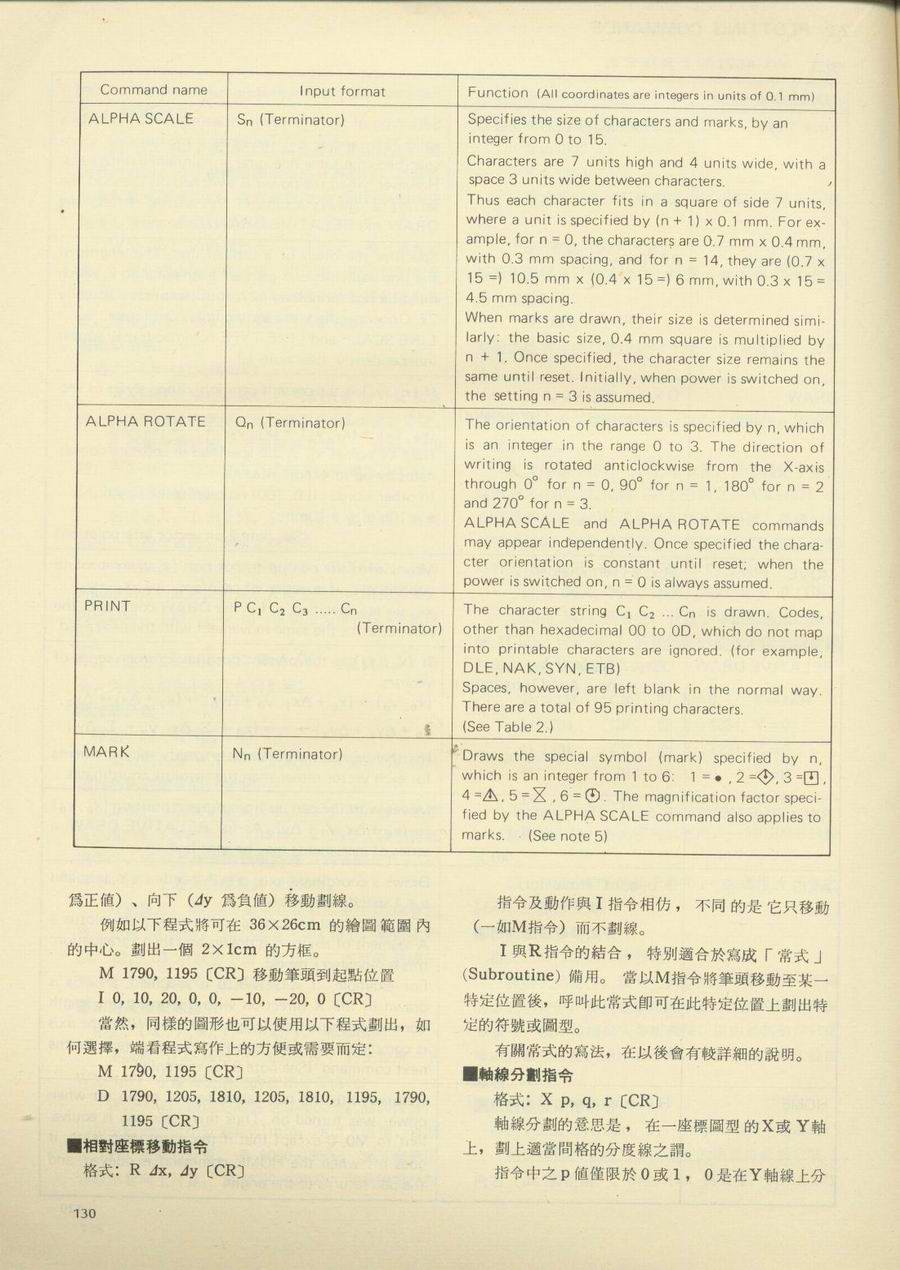 Command name
Input format
Function (All coordinates are integers in units of 0.1 mm)
ALPHA SCALE
Sn (Terminator)
Specifies the size of characters and marks, by an
integer from 0 to 15.
Characters are 7 units high and 4 units wide, with a
space 3 units wide between characters.
Thus each character fits in a square of side 7 units,
where a unit is specified by (n + 1) x 0.1 mm. For ex-
ample, for n = 0, the characters are 0.7 mm x 0.4 mm,
with 0.3 mm spacing, and for n = 14, they are (0.7 x
15 =) 10.5 mm x (0.4 x 15 =) 6 mm, with 0.3 x 15 =
4.5 mm spacing.
When marks are drawn, their size is determined simi-
larly: the basic size, 0.4 mm square is multiplied by
n + 1. Once specified, the character size remains the
same until reset. Initially, when power is switched on,
the setting n = 3 is assumed.
ALPHA ROTATE
Qn (Terminator)
The orientation of characters is specified by n, which
is an integer in the range 0 to 3. The direction of
writing is rotated anticlockwise from the X-axis
through 0° for n = 0, 90° for n = 1, 180° for n = 2
and 270° for n = 3.
ALPHA SCALE and ALPHA ROTATE commands
may appear independently. Once specified the chara-
cter orientation is constant until reset; when the
power is switched on, n = 0 is always assumed.
PRINT
P C₁ C₂ C₃ ..... Cn
(Terminator)
The character string C₁ C₂ ... Cn is drawn. Codes,
other than hexadecimal 00 to 0D, which do not map
into printable characters are ignored. (for example,
DLE, NAK, SYN, ETB)
Spaces, however, are left blank in the normal way.
There are a total of 95 printing characters.
(See Table 2.)
MARK
Nn (Terminator)
Draws the special symbol (mark) specified by n,
which is an integer from 1 to 6: 1 = ● , 2 = , 3 = ,
4 = , 5 = , 6 = . The magnification factor speci-
fied by the ALPHA SCALE command also applies to
marks. (See note 5)
爲正値）、向下（Δy 爲負値）移動劃線。
例如以下程式將可在 36×26cm 的繪圖範圍內
的中心。劃出一個 2×1cm 的方框。
M 1790, 1195〔CR〕移動筆頭到起點位置
I 0, 10, 20, 0, 0, −10, −20, 0〔CR〕
當然，同樣的圖形也可以使用以下程式劃出，如
何選擇，端看程式寫作上的方便或需要而定：
M 1790, 1195〔CR〕
D 1790, 1205, 1810, 1205, 1810, 1195, 1790,
1195〔CR〕
■相對座標移動指令
格式：R Δx, Δy〔CR〕
指令及動作與 I 指令相仿，不同的是它只移動
（一如M指令）而不劃線。
I 與R指令的結合，特別適合於寫成「常式」
(Subroutine) 備用。當以M指令將筆頭移動至某一
特定位置後，呼叫此常式卽可在此特定位置上劃出特
定的符號或圖型。
有關常式的寫法，在以後會有較詳細的說明。
■軸線分劃指令
格式：X p, q, r〔CR〕
軸線分劃的意思是，在一座標圖型的X或 Y軸
上，劃上適當間格的分度線之謂。
指令中之 p 値僅限於 0 或 1，0 是在Y軸線上分
130